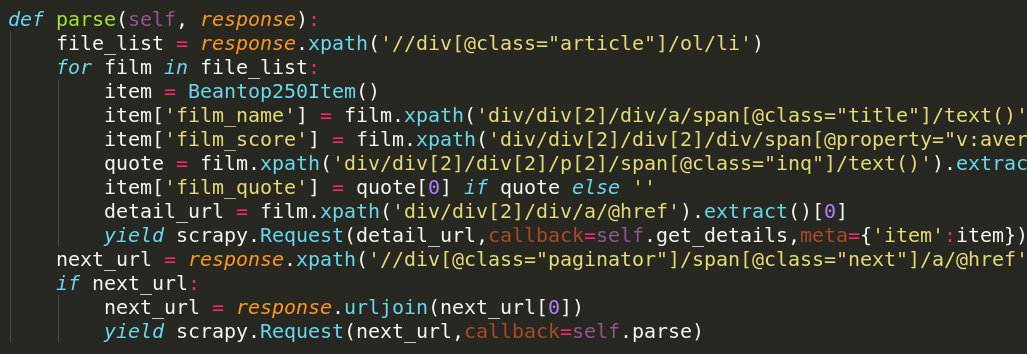 def parse(self, response):
    file_list = response.xpath('//div[@class="article"]/ol/li')
    for film in file_list:
        item = Beantop250Item()
        item['film_name'] = film.xpath('div/div[2]/div/a/span[@class="title"]/text()'
        item['film_score'] = film.xpath('div/div[2]/div[2]/div/span[@property="v:aver
        quote = film.xpath('div/div[2]/div[2]/p[2]/span[@class="inq"]/text()').extrac
        item['film_quote'] = quote[0] if quote else ''
        detail_url = film.xpath('div/div[2]/div/a/@href').extract()[0]
        yield scrapy.Request(detail_url,callback=self.get_details,meta={'item':item})
    next_url = response.xpath('//div[@class="paginator"]/span[@class="next"]/a/@href'
    if next_url:
        next_url = response.urljoin(next_url[0])
        yield scrapy.Request(next_url,callback=self.parse)